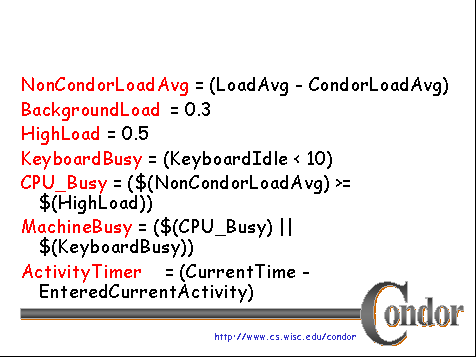 NonCondorLoadAvg = (LoadAvg - CondorLoadAvg)
BackgroundLoad = 0.3
HighLoad = 0.5
KeyboardBusy = (KeyboardIdle < 10)
CPU_Busy = ($(NonCondorLoadAvg) >=
$(HighLoad))
MachineBusy = ($(CPU_Busy) ||
$(KeyboardBusy))
ActivityTimer = (CurrentTime -
EnteredCurrentActivity)
Condor
http://www.cs.wisc.edu/condor